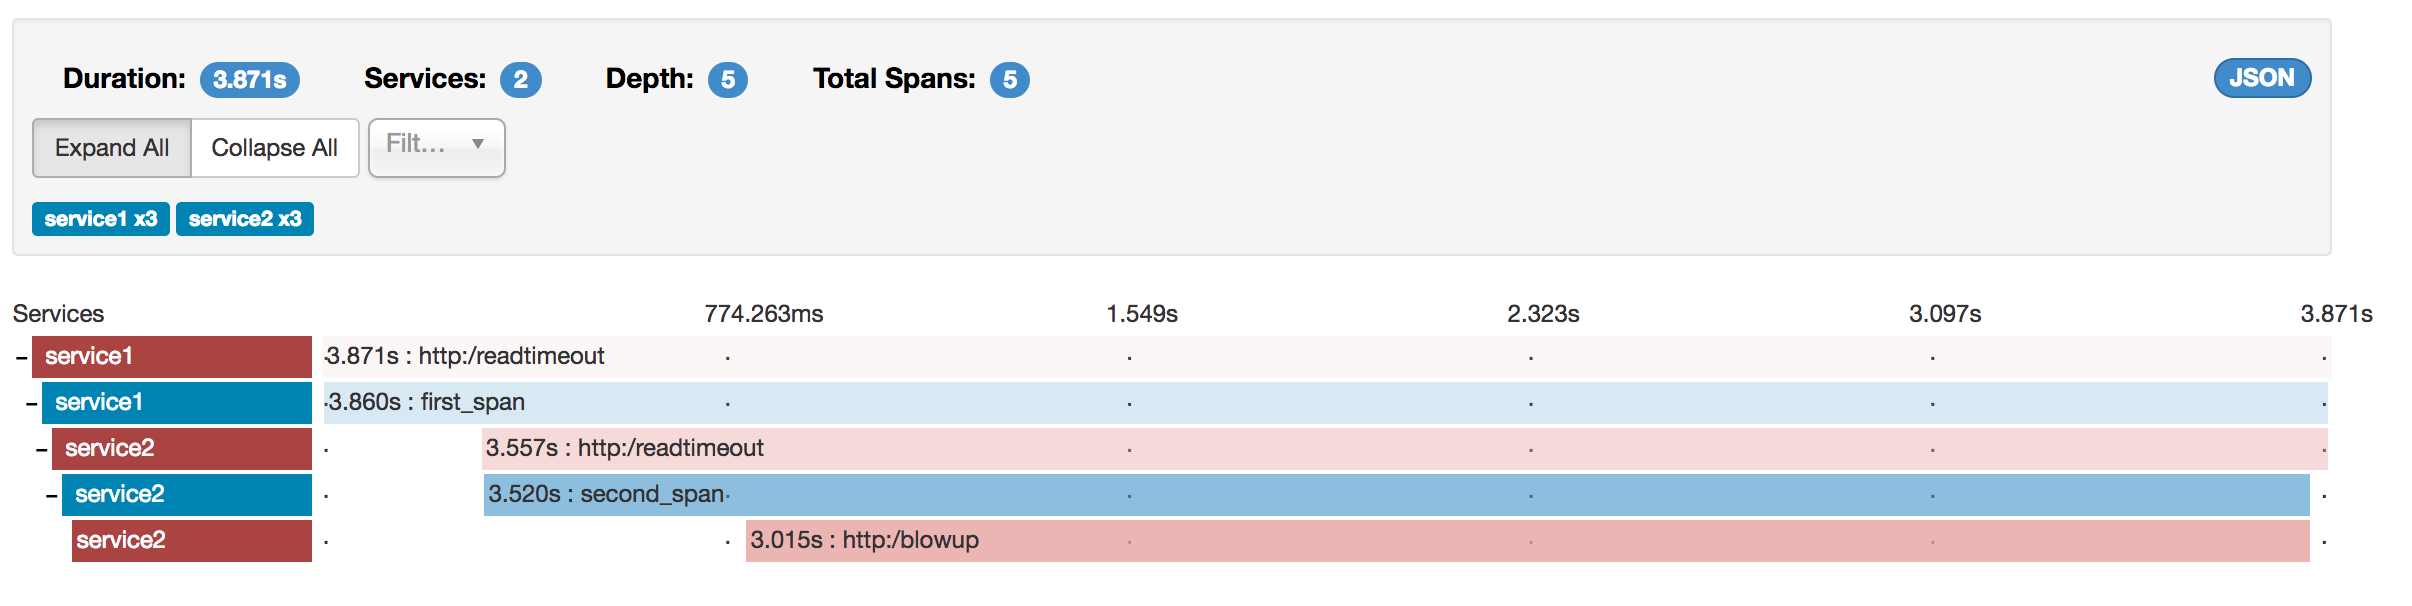 Duration: 3.871s Services: 2 Depth: 5 Total Spans: 5 JSON
Expand All Collapse All Filt...
service1 x3 service2 x3
Services 774.263ms 1.549s 2.323s 3.097s 3.871s
service1 3.871s : http:/readtimeout
service1 3.860s : first_span
service2 3.557s : http:/readtimeout
service2 3.520s : second_span
service2 3.015s : http:/blowup